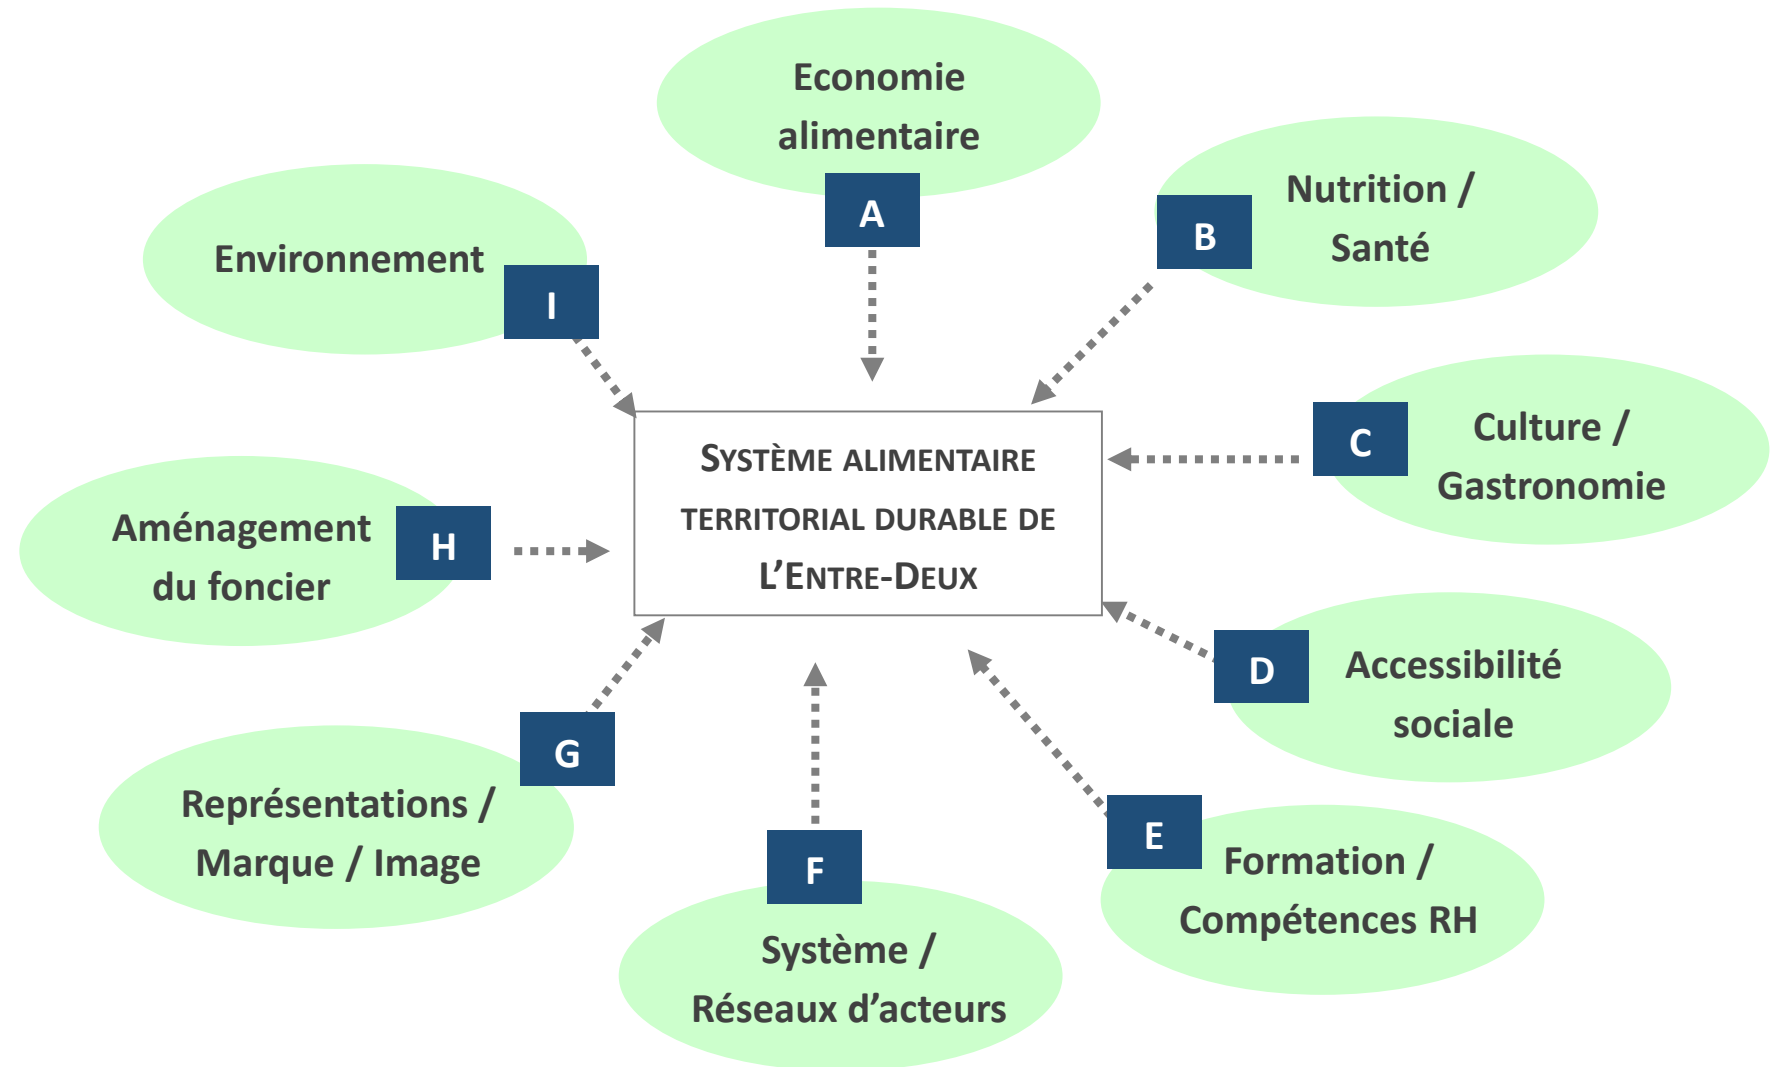 Economie
alimentaire
A
Nutrition /
Santé
B
Culture /
Gastronomie
C
Accessibilité
sociale
D
Formation /
Compétences RH
E
Système /
Réseaux d’acteurs
F
Représentations /
Marque / Image
G
Aménagement
du foncier
H
Environnement
I
Système alimentaire
territorial durable de
l’Entre-Deux